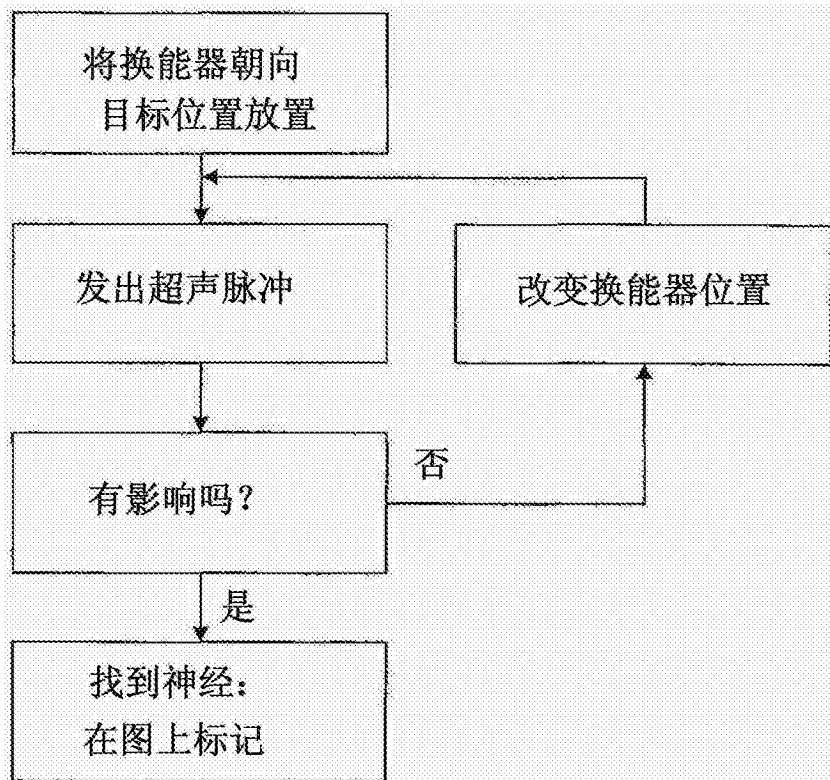 将换能器朝向
目标位置放置
发出超声脉冲
改变换能器位置
有影响吗？
否
是
找到神经：
在图上标记